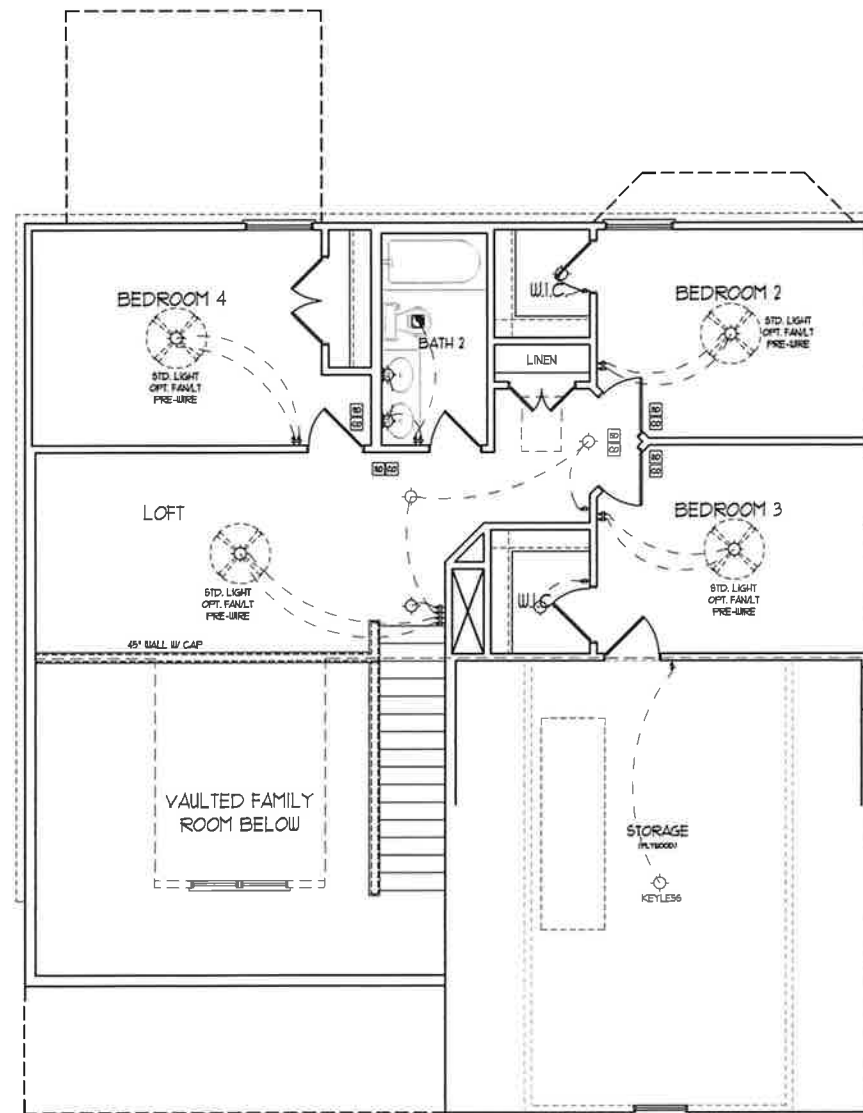 BEDROOM 4
STD. LIGHT
OPT. FAN/LT
PRE-WIRE
BATH 2
W.I.C.
LINEN
BEDROOM 2
STD. LIGHT
OPT. FAN/LT
PRE-WIRE
LOFT
STD. LIGHT
OPT. FAN/LT
PRE-WIRE
45" WALL W/ CAP
BEDROOM 3
STD. LIGHT
OPT. FAN/LT
PRE-WIRE
W.I.C.
VAULTED FAMILY
ROOM BELOW
STORAGE
(PLYWOOD)
KEYLESS